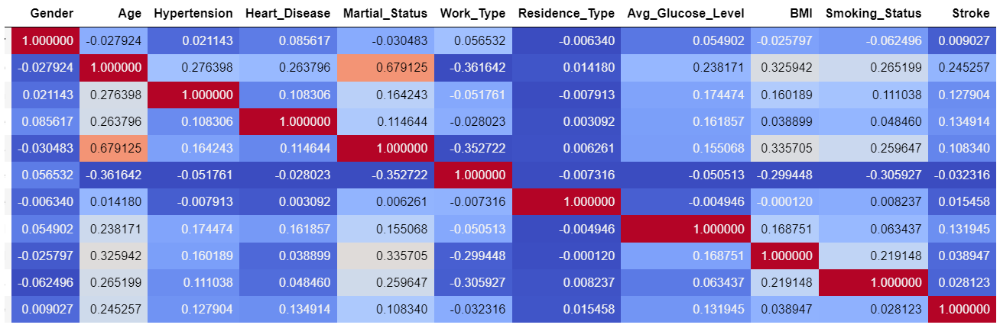 Gender Age Hypertension Heart_Disease Martial_Status Work_Type Residence_Type Avg_Glucose_Level BMI Smoking_Status Stroke
1.000000 -0.027924 0.021143 0.085617 -0.030483 0.056532 -0.006340 0.054902 -0.025797 -0.062496 0.009027
-0.027924 1.000000 0.276398 0.263796 0.679125 -0.361642 0.014180 0.238171 0.325942 0.265199 0.245257
0.021143 0.276398 1.000000 0.108306 0.164243 -0.051761 -0.007913 0.174474 0.160189 0.111038 0.127904
0.085617 0.263796 0.108306 1.000000 0.114644 -0.028023 0.003092 0.161857 0.038899 0.048460 0.134914
-0.030483 0.679125 0.164243 0.114644 1.000000 -0.352722 0.006261 0.155068 0.335705 0.259647 0.108340
0.056532 -0.361642 -0.051761 -0.028023 -0.352722 1.000000 -0.007316 -0.050513 -0.299448 -0.305927 -0.032316
-0.006340 0.014180 -0.007913 0.003092 0.006261 -0.007316 1.000000 -0.004946 -0.000120 0.008237 0.015458
0.054902 0.238171 0.174474 0.161857 0.155068 -0.050513 -0.004946 1.000000 0.168751 0.063437 0.131945
-0.025797 0.325942 0.160189 0.038899 0.335705 -0.299448 -0.000120 0.168751 1.000000 0.219148 0.038947
-0.062496 0.265199 0.111038 0.048460 0.259647 -0.305927 0.008237 0.063437 0.219148 1.000000 0.028123
0.009027 0.245257 0.127904 0.134914 0.108340 -0.032316 0.015458 0.131945 0.038947 0.028123 1.000000